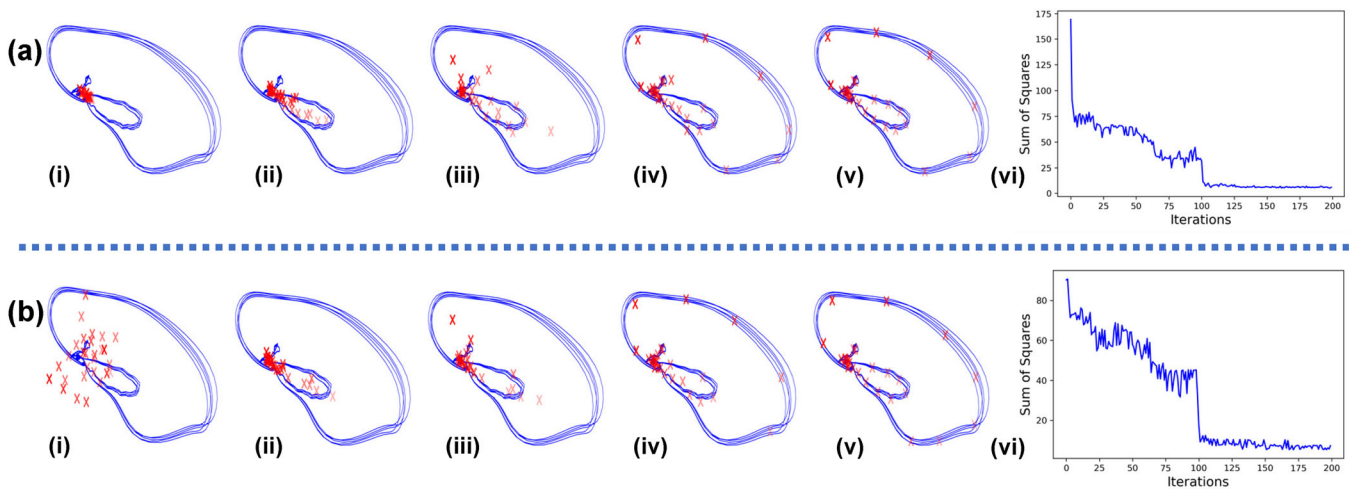 (a)
(i)
(ii)
(iii)
(iv)
(v)
(vi)
Sum of Squares
175
150
125
100
75
50
25
0
0 25 50 75 100 125 150 175 200
Iterations
(b)
(i)
(ii)
(iii)
(iv)
(v)
(vi)
Sum of Squares
80
60
40
20
0 25 50 75 100 125 150 175 200
Iterations